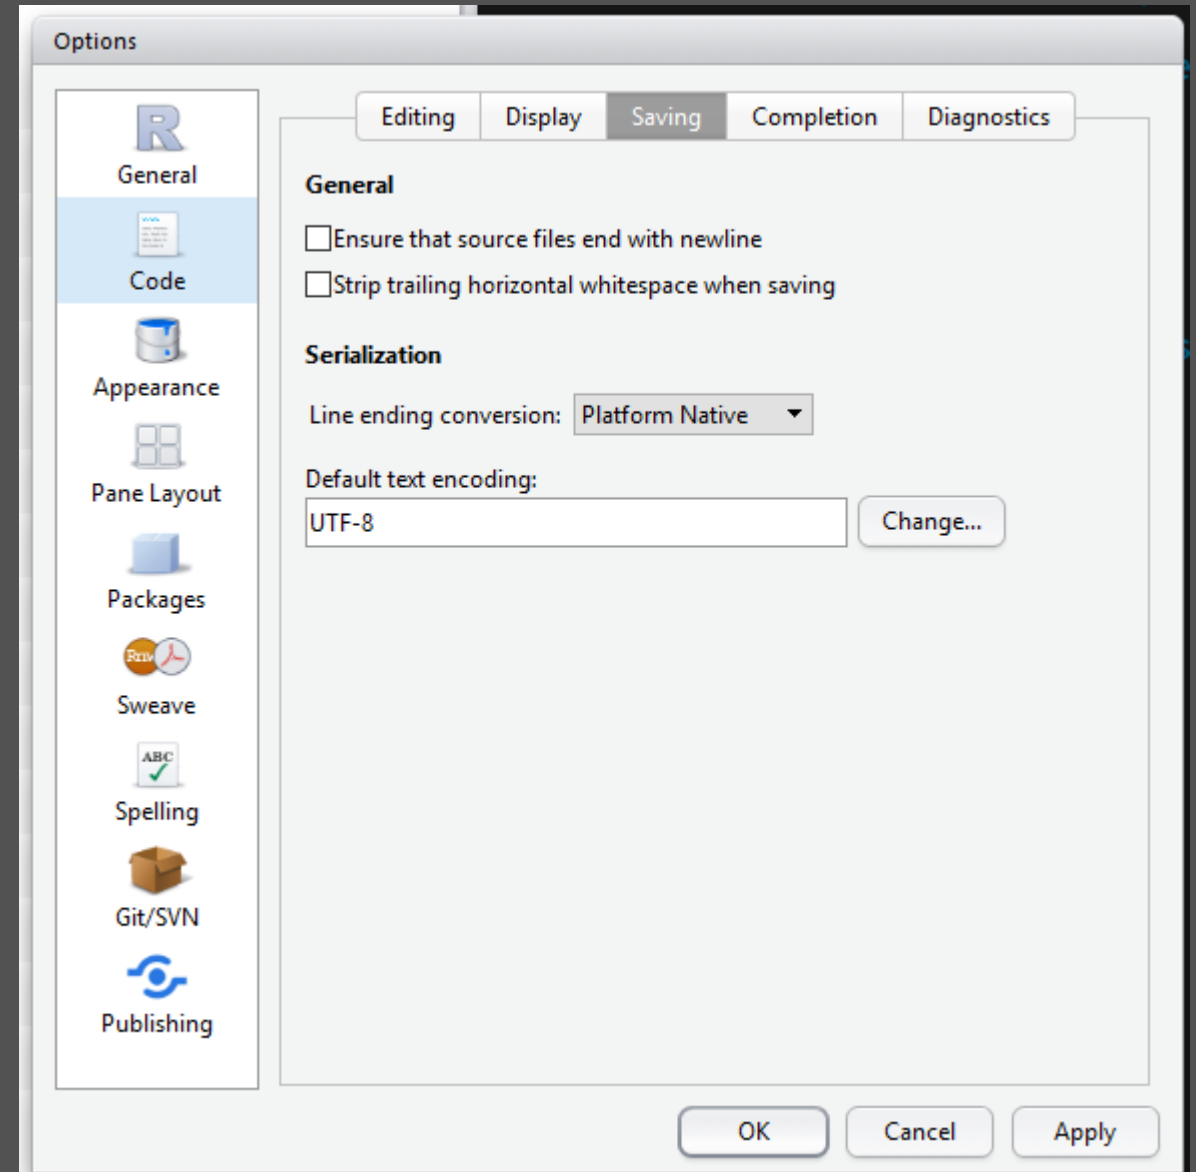 Options
General
Code
Appearance
Pane Layout
Packages
Sweave
ABC
Spelling
Git/SVN
Publishing
Editing Display Saving Completion Diagnostics
General
Ensure that source files end with newline
Strip trailing horizontal whitespace when saving
Serialization
Line ending conversion: Platform Native
Default text encoding:
UTF-8 Change...
OK Cancel Apply